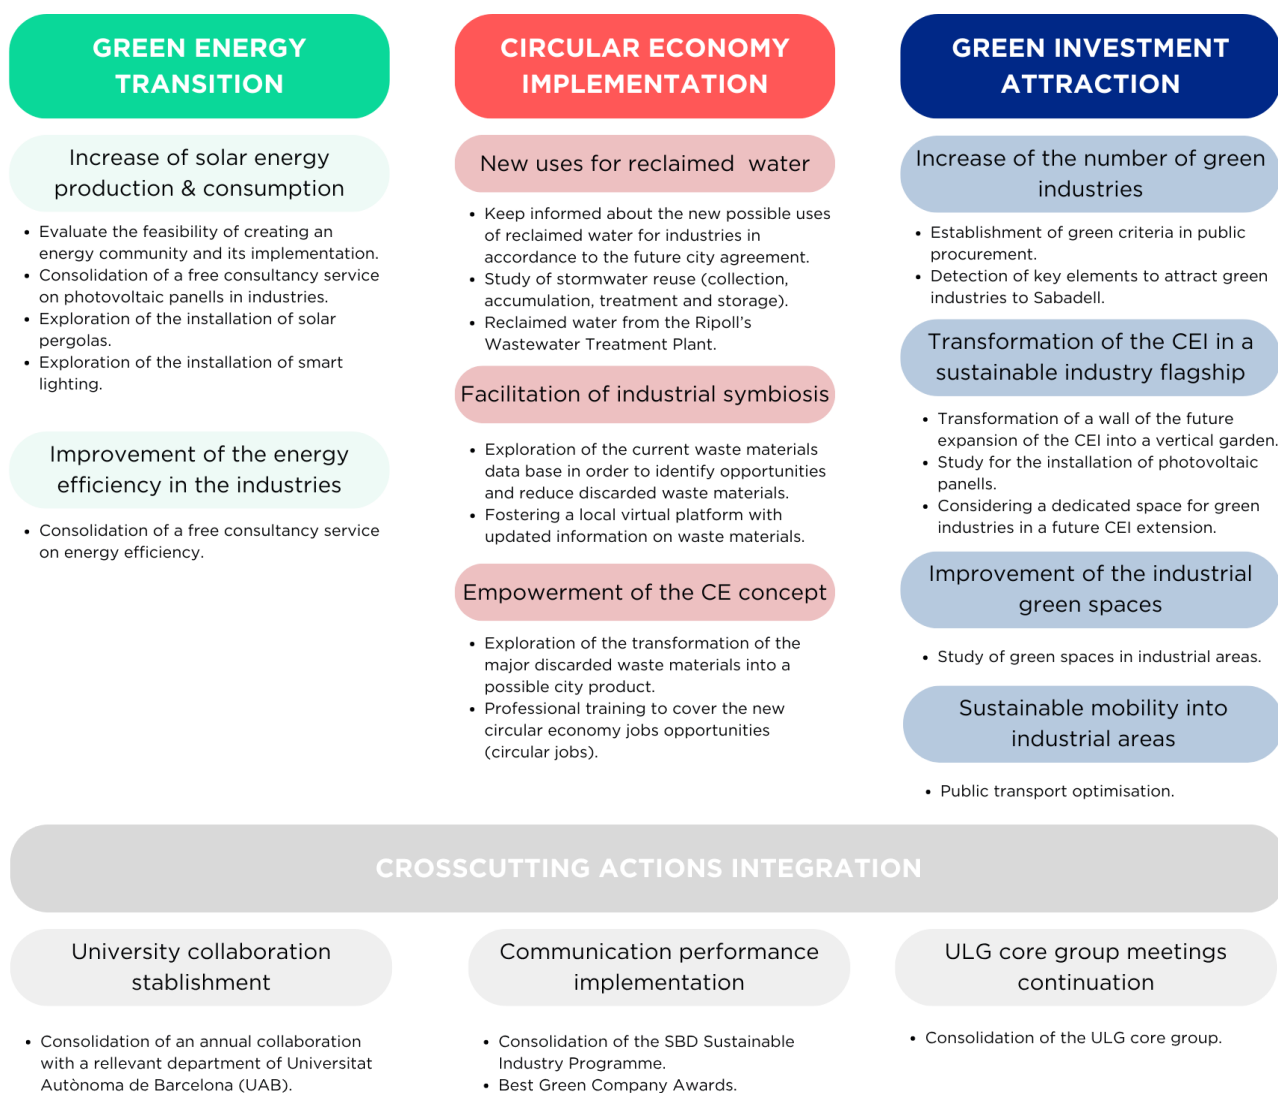 GREEN ENERGY
TRANSITION
Increase of solar energy
production & consumption
• Evaluate the feasibility of creating an
energy community and its implementation.
• Consolidation of a free consultancy service
on photovoltaic panells in industries.
• Exploration of the installation of solar
pergolas.
• Exploration of the installation of smart
lighting.
Improvement of the energy
efficiency in the industries
• Consolidation of a free consultancy service
on energy efficiency.
CIRCULAR ECONOMY
IMPLEMENTATION
New uses for reclaimed water
• Keep informed about the new possible uses
of reclaimed water for industries in
accordance to the future city agreement.
• Study of stormwater reuse (collection,
accumulation, treatment and storage).
• Reclaimed water from the Ripoll's
Wastewater Treatment Plant.
Facilitation of industrial symbiosis
• Exploration of the current waste materials
data base in order to identify opportunities
and reduce discarded waste materials.
• Fostering a local virtual platform with
updated information on waste materials.
Empowerment of the CE concept
• Exploration of the transformation of the
major discarded waste materials into a
possible city product.
• Professional training to cover the new
circular economy jobs opportunities
(circular jobs).
GREEN INVESTMENT
ATTRACTION
Increase of the number of green
industries
• Establishment of green criteria in public
procurement.
• Detection of key elements to attract green
industries to Sabadell.
Transformation of the CEI in a
sustainable industry flagship
• Transformation of a wall of the future
expansion of the CEI into a vertical garden.
• Study for the installation of photovoltaic
panells.
• Considering a dedicated space for green
industries in a future CEI extension.
Improvement of the industrial
green spaces
• Study of green spaces in industrial areas.
Sustainable mobility into
industrial areas
• Public transport optimisation.
CROSSCUTTING ACTIONS INTEGRATION
University collaboration
stablishment
• Consolidation of an annual collaboration
with a rellevant department of Universitat
Autònoma de Barcelona (UAB).
Communication performance
implementation
• Consolidation of the SBD Sustainable
Industry Programme.
• Best Green Company Awards.
ULG core group meetings
continuation
• Consolidation of the ULG core group.